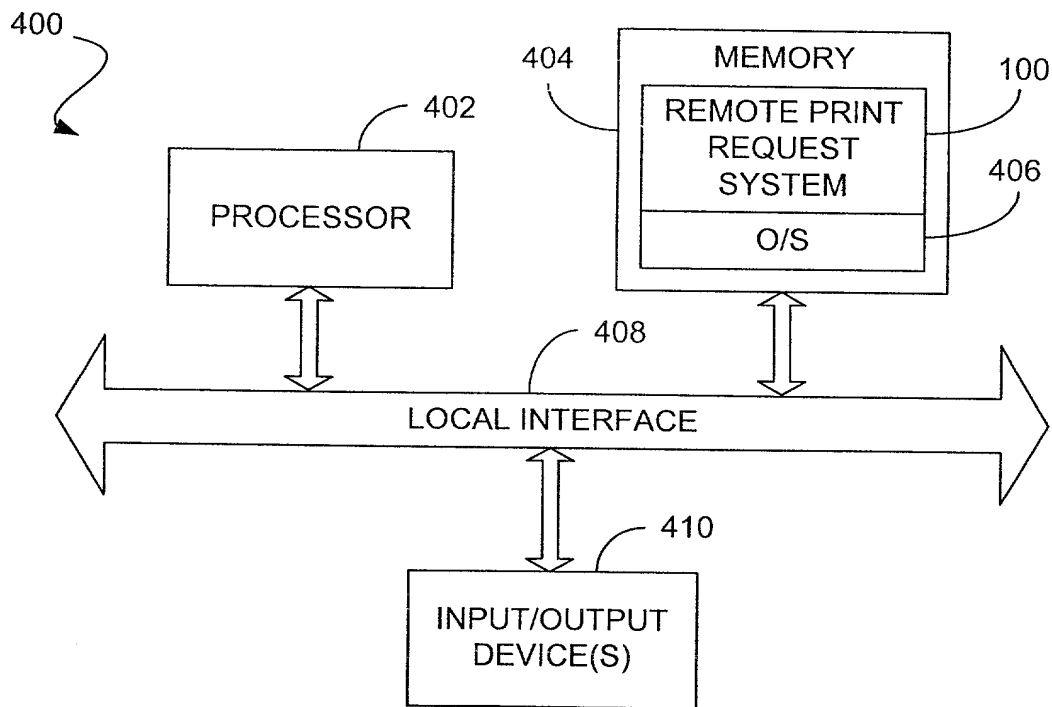 400
404
MEMORY
100
402
REMOTE PRINT
REQUEST
SYSTEM
406
PROCESSOR
O/S
408
LOCAL INTERFACE
410
INPUT/OUTPUT
DEVICE(S)